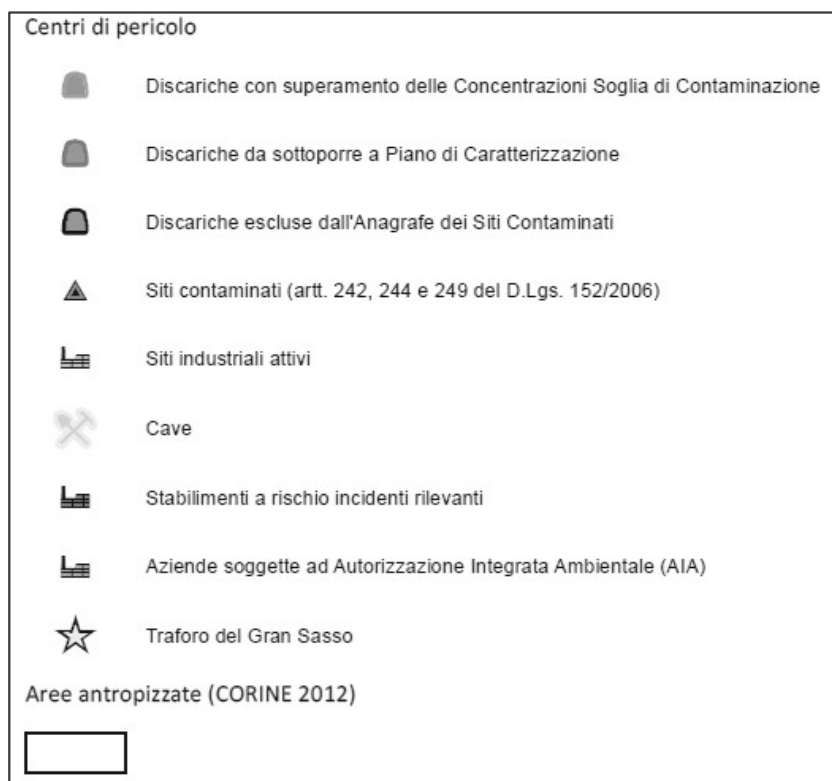 Centri di pericolo
Discariche con superamento delle Concentrazioni Soglia di Contaminazione
Discariche da sottoporre a Piano di Caratterizzazione
Discariche escluse dall'Anagrafe dei Siti Contaminati
Siti contaminati (artt. 242, 244 e 249 del D.Lgs. 152/2006)
Siti industriali attivi
Cave
Stabilimenti a rischio incidenti rilevanti
Aziende soggette ad Autorizzazione Integrata Ambientale (AIA)
Traforo del Gran Sasso
Aree antropizzate (CORINE 2012)